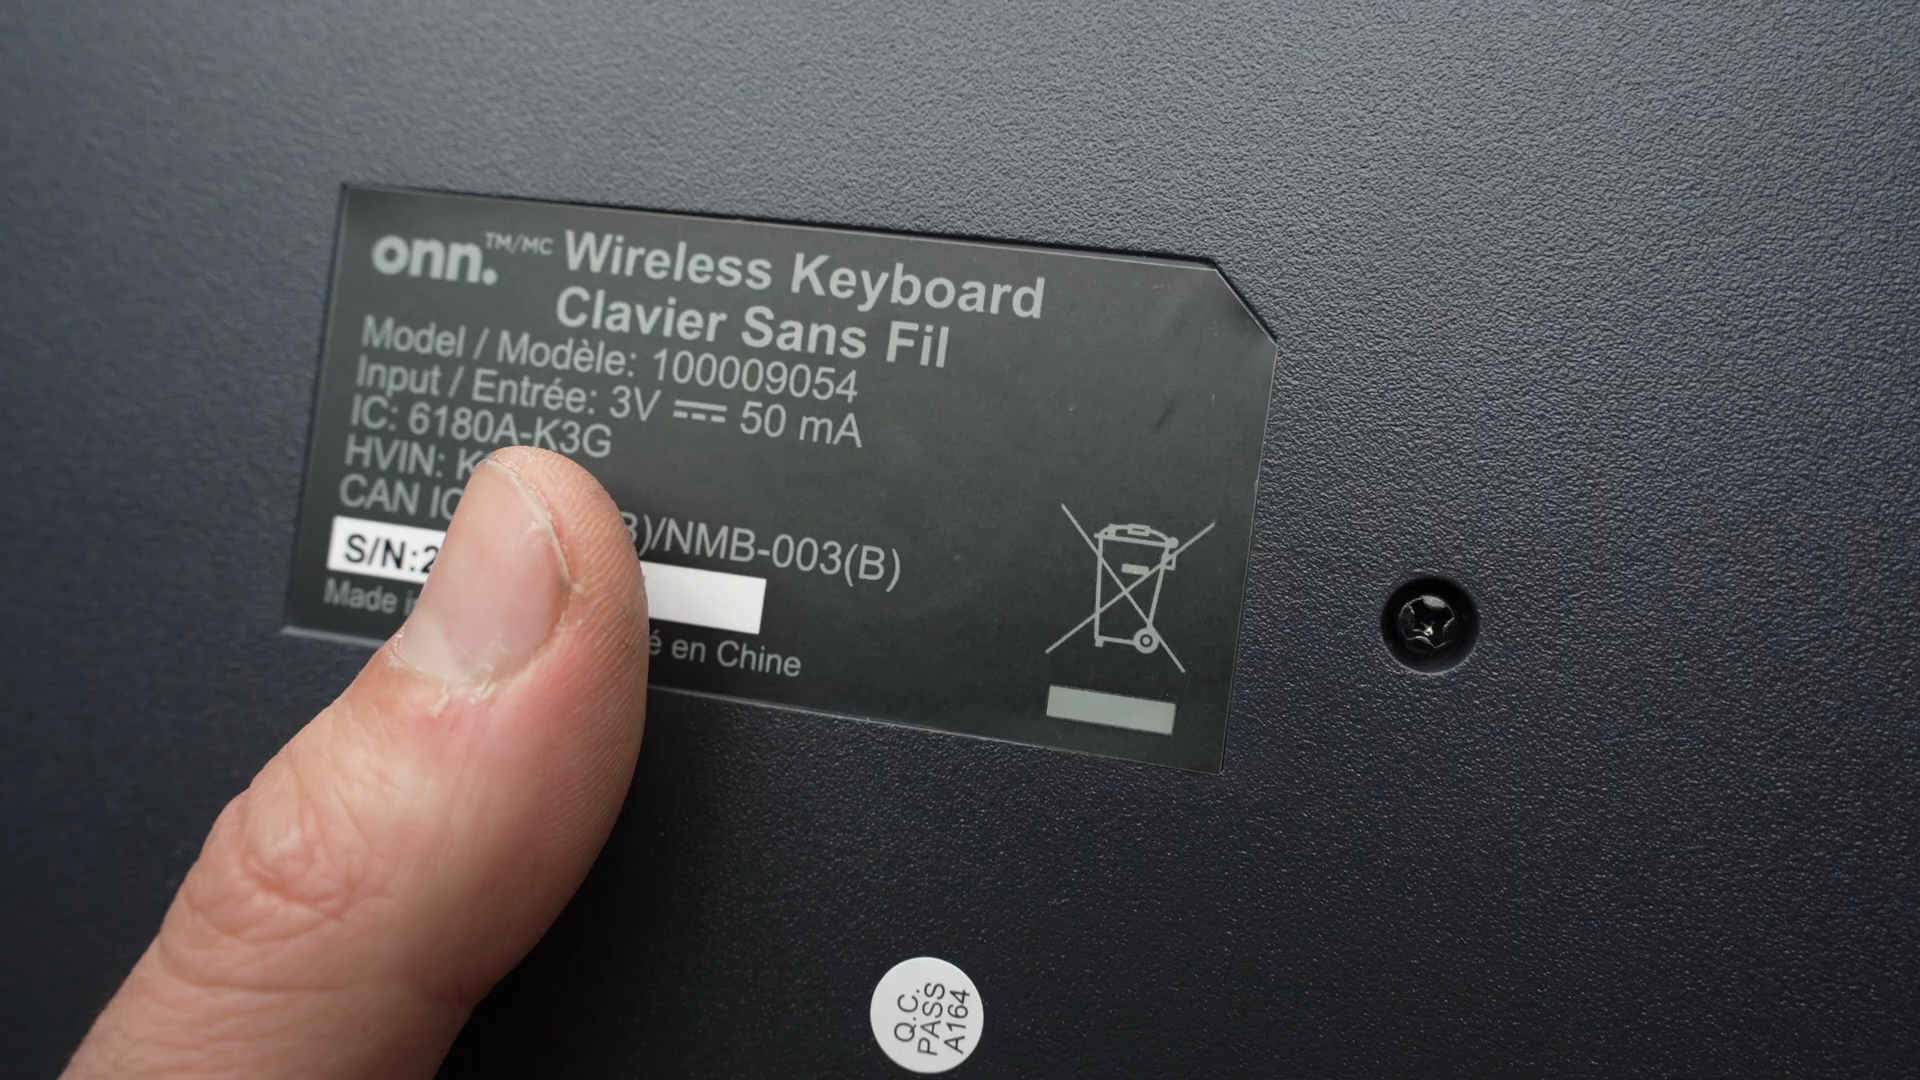 onn.™/MC Wireless Keyboard
Clavier Sans Fil
Model / Modèle: 100009054
Input / Entrée: 3V ⎓ 50 mA
IC: 6180A-K3G
HVIN:
CAN )/NMB-003(B)
S/N:2
Made en Chine
Q.C.
PASS
A164